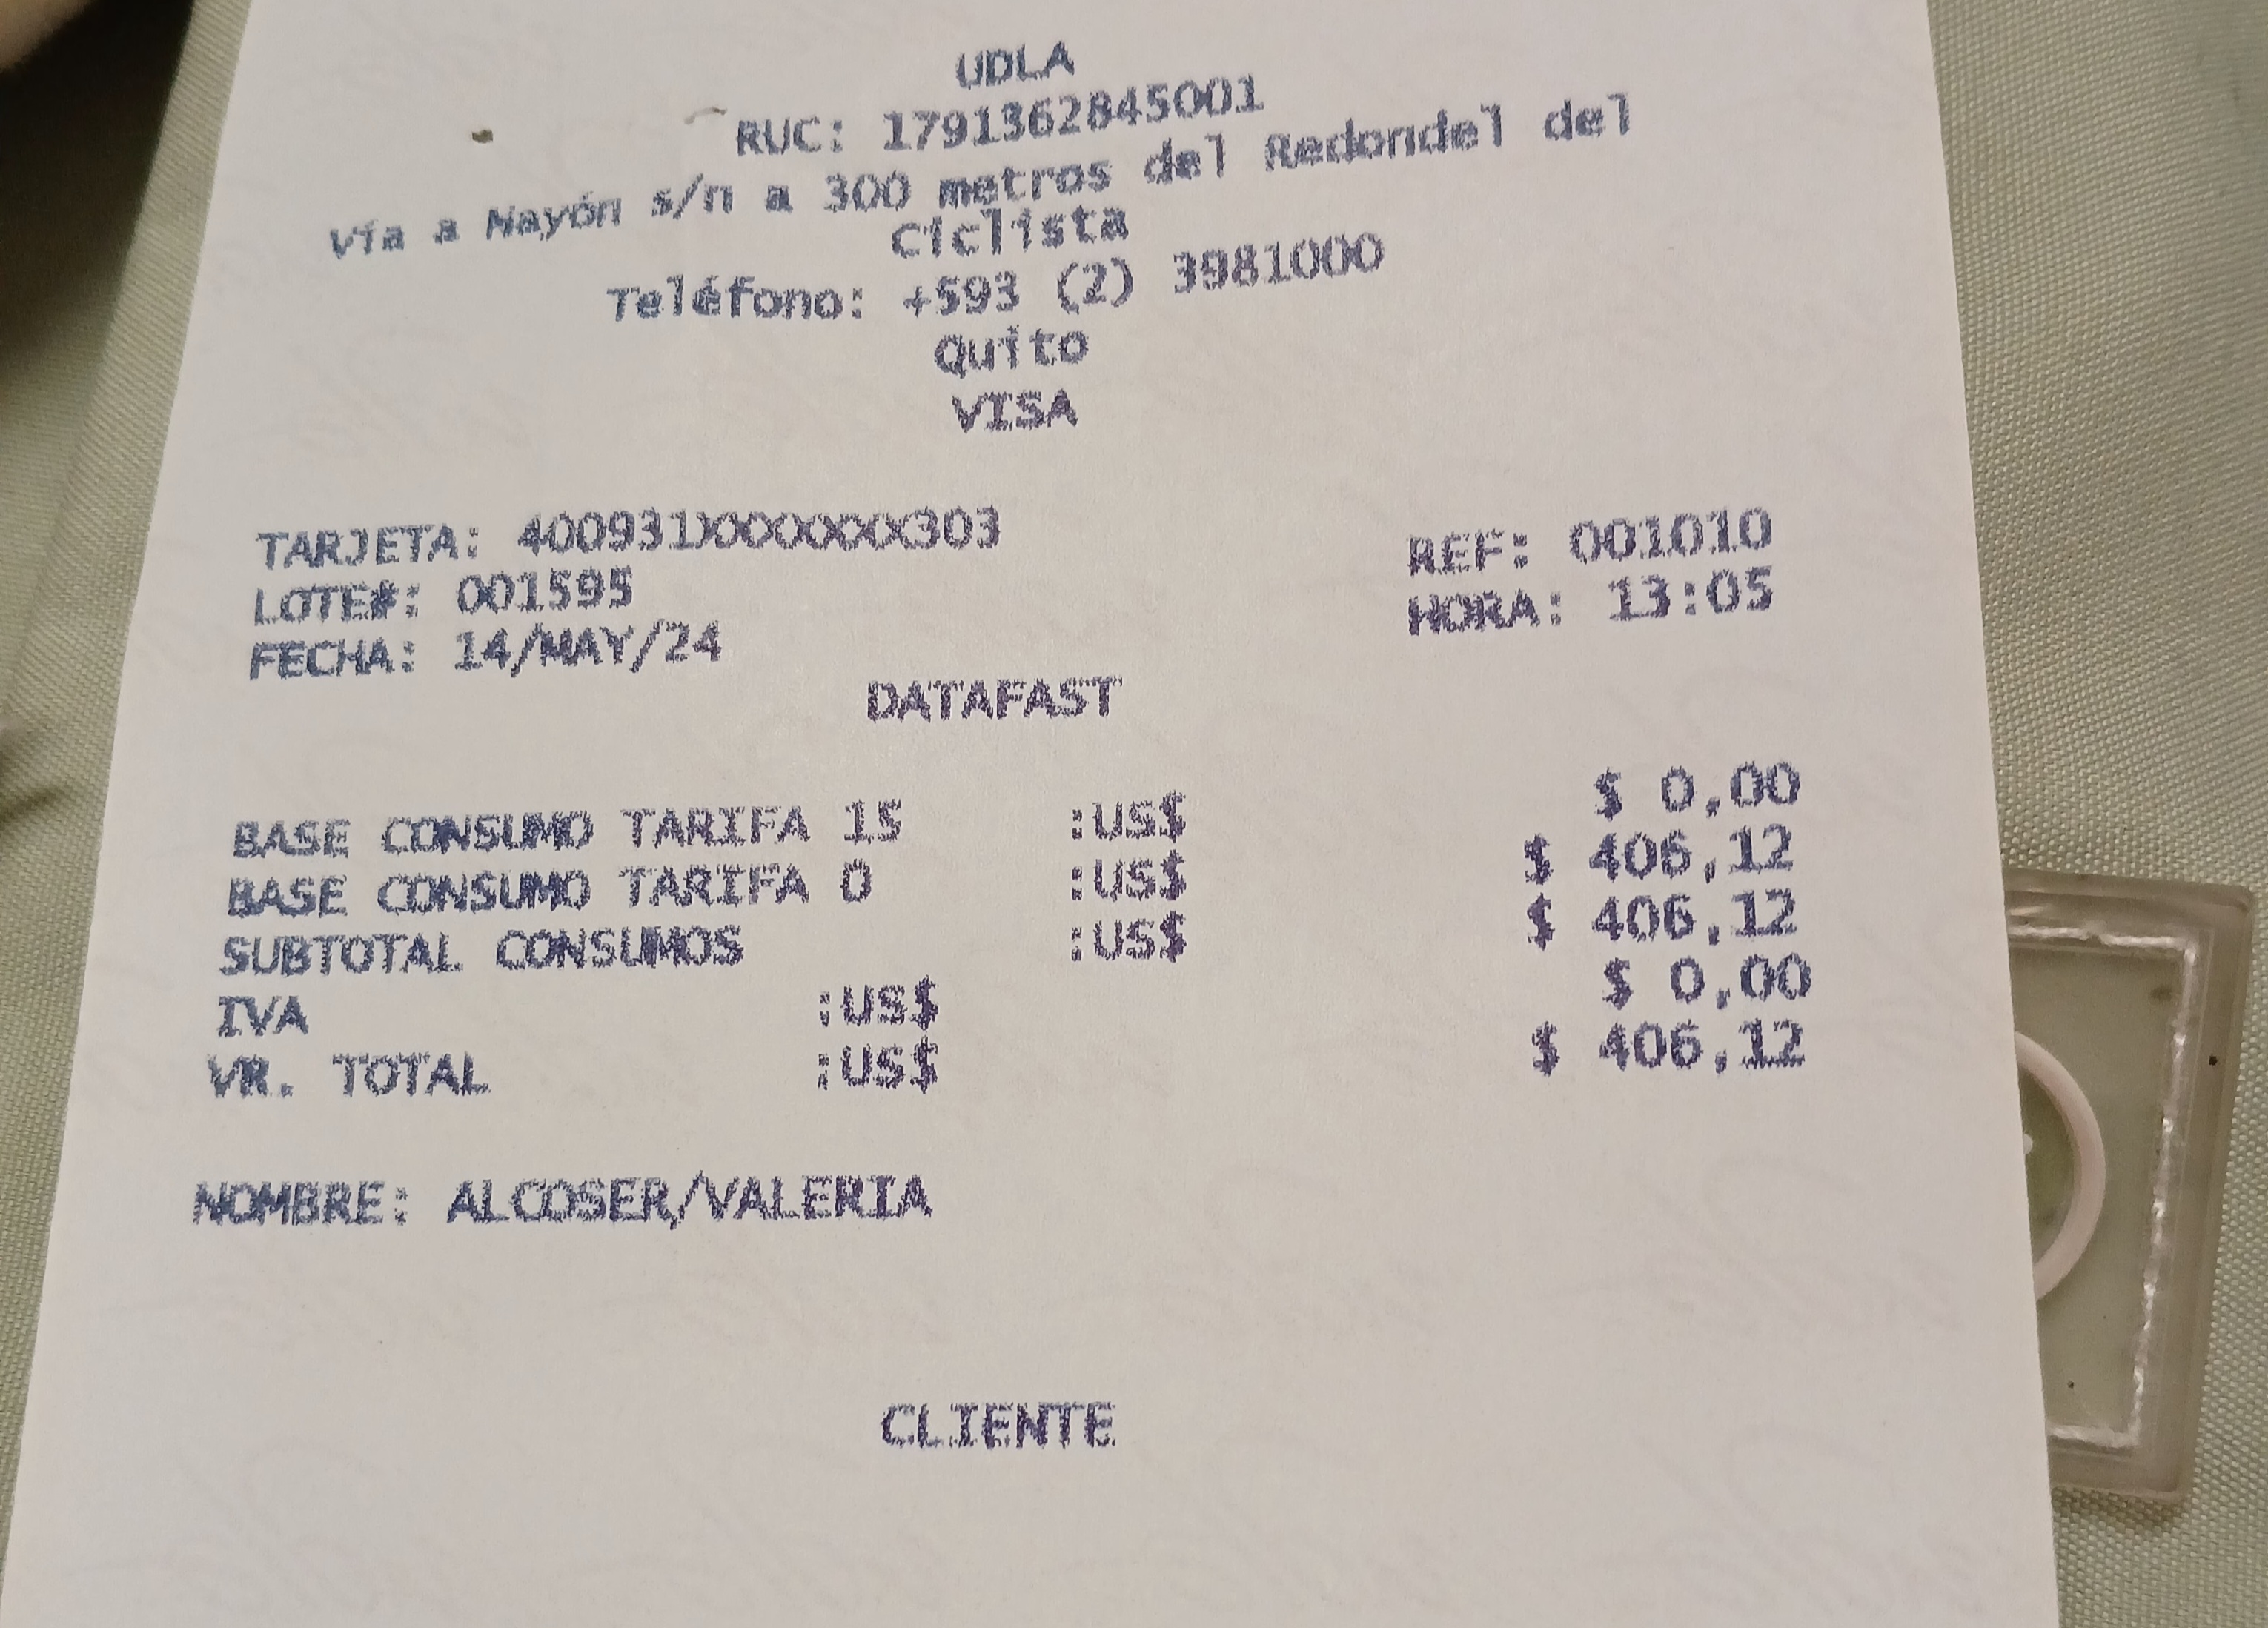 UDLA
RUC: 1791362845001
Vía a Nayón s/n a 300 metros del Redondel del
Ciclista
Teléfono: +593 (2) 3981000
Quito
VISA
TARJETA: 400931XXXXXXX303 REF: 001010
LOTE#: 001595 HORA: 13:05
FECHA: 14/MAY/24
DATAFAST
BASE CONSUMO TARIFA 15 :US$ $ 0,00
BASE CONSUMO TARIFA 0 :US$ $ 406,12
SUBTOTAL CONSUMOS :US$ $ 406,12
IVA :US$ $ 0,00
VR. TOTAL :US$ $ 406,12
NOMBRE: ALCOSER/VALERIA
CLIENTE